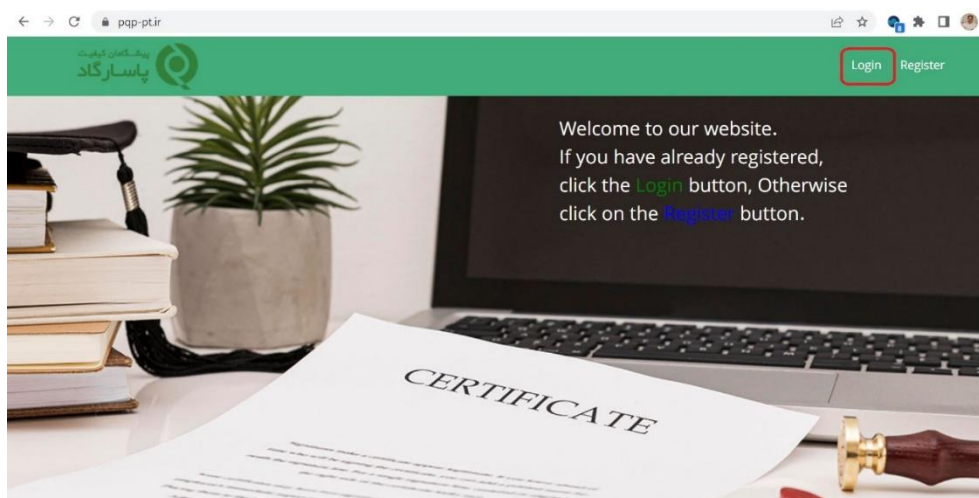 pqp-pt.ir
پیشگامان کیفیت
پاسارگاد
Login Register
Welcome to our website.
If you have already registered,
click the Login button, Otherwise
click on the Register button.
CERTIFICATE